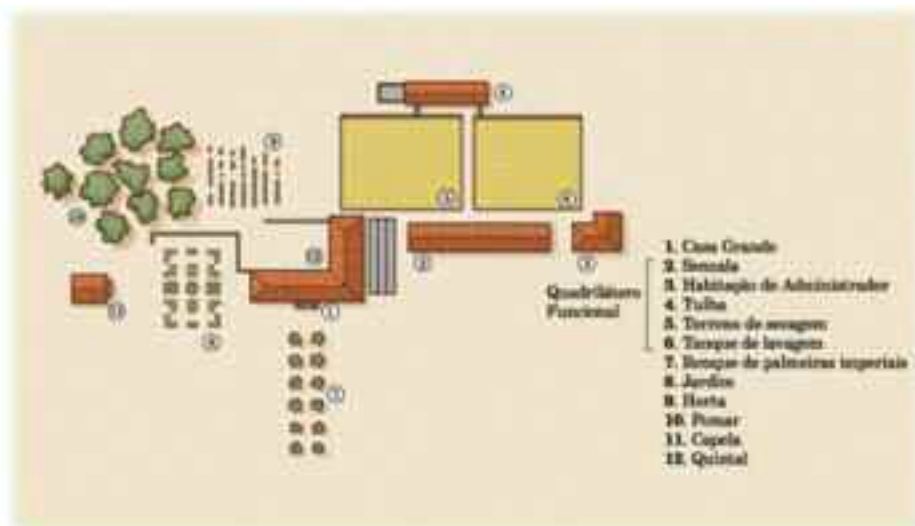 1. Casa Grande
2. Senzala
3. Habitação de Administrador
4. Tulha
5. Terreno de secagem
6. Tanque de lavagem
7. Bosque de palmeiras imperiais
8. Jardim
9. Horta
10. Pomar
11. Capela
12. Quintal
Quadrilátero
Funcional